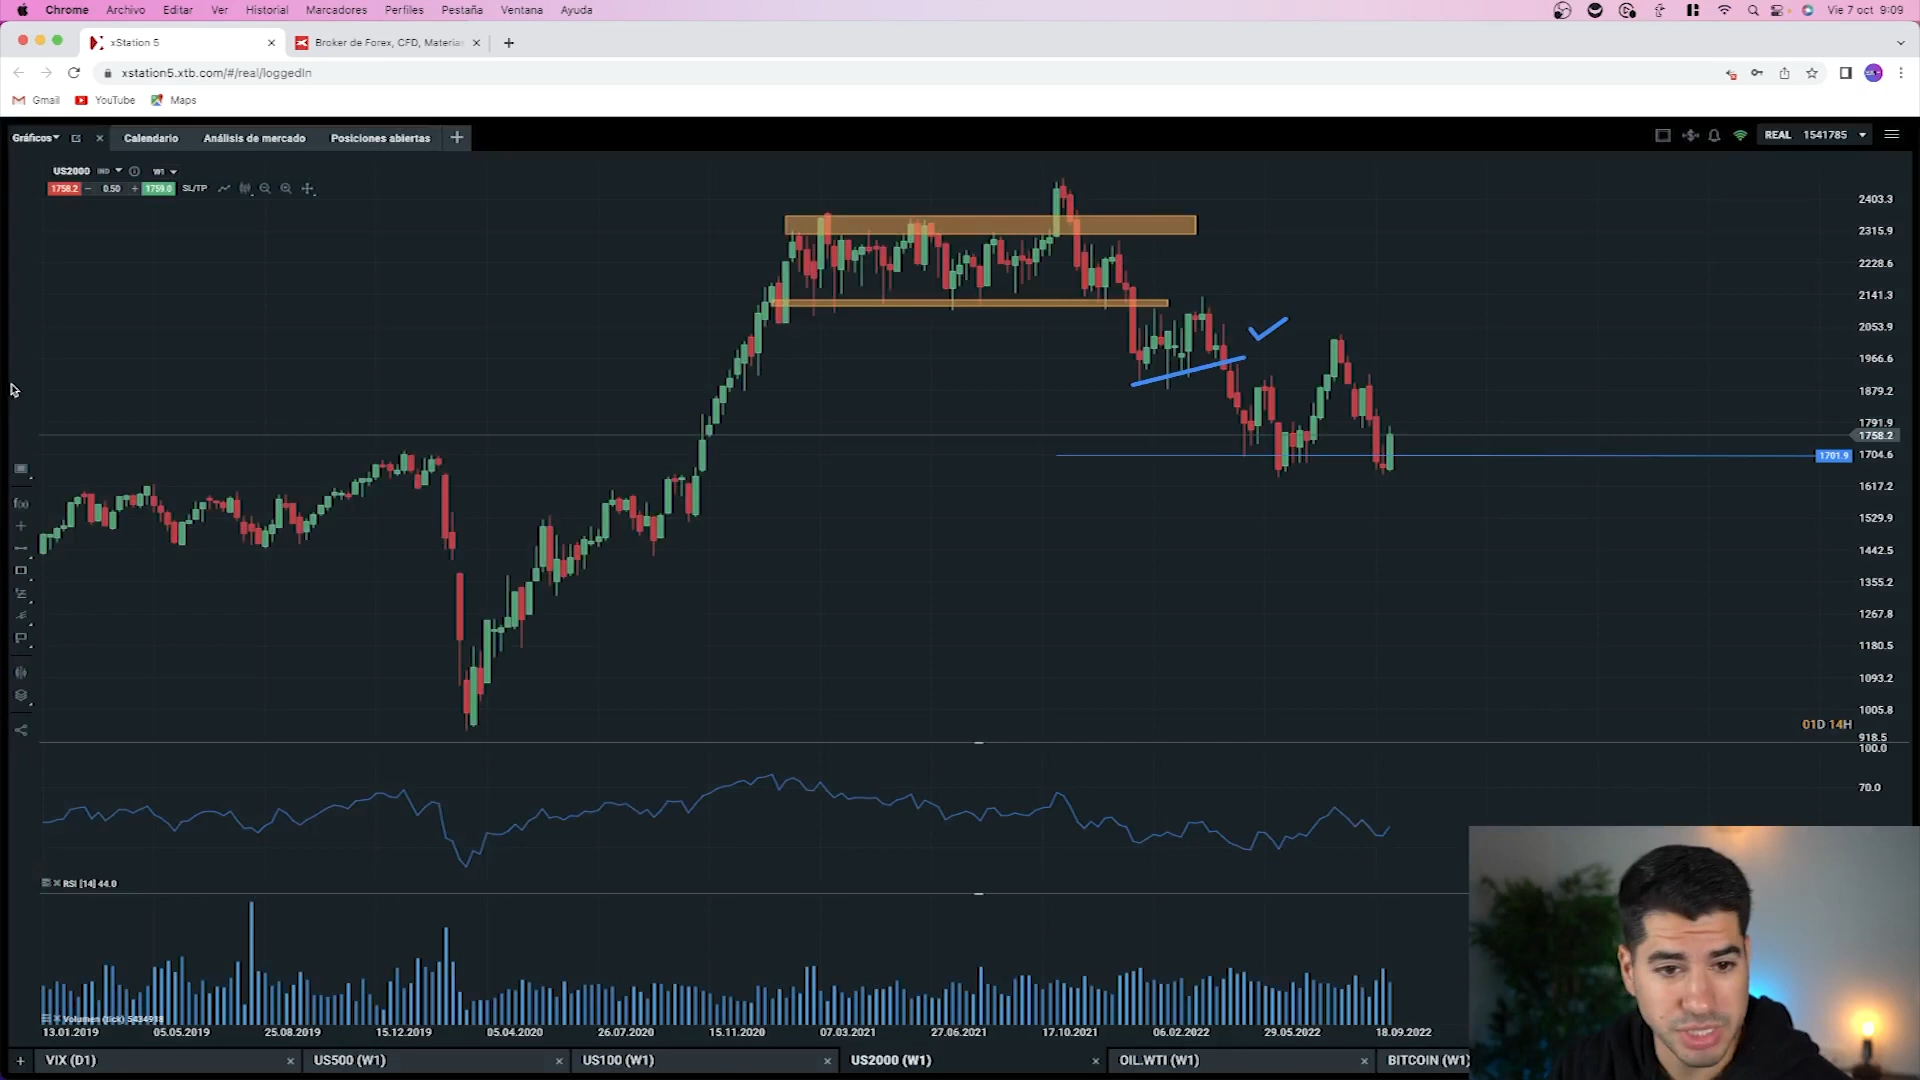 Chrome Archivo Editar Ver Historial Marcadores Perfiles Pestaña Ventana Ayuda Vie 7 oct 9:09
xStation 5 Broker de Forex, CFD, Materia
xstation5.xtb.com/#/real/loggedIn
Gmail YouTube Maps
Gráficos Calendario Análisis de mercado Posiciones abiertas + REAL 1541785
US2000 IND W1
1758.2 − 0.50 + 1759.0 SL/TP
2403.3
2315.9
2228.6
2141.3
2053.9
1966.6
1879.2
1791.9
1758.2
1701.9 1704.6
1617.2
f(x)
1529.9
1442.5
1355.2
1267.8
1180.5
1093.2
1005.8
01D 14H
918.5
100.0
70.0
RSI [14] 44.0
Volumen (tick) 5434918
13.01.2019 05.05.2019 25.08.2019 15.12.2019 05.04.2020 26.07.2020 15.11.2020 07.03.2021 27.06.2021 17.10.2021 06.02.2022 29.05.2022 18.09.2022
+ VIX (D1) US500 (W1) US100 (W1) US2000 (W1) OIL.WTI (W1) BITCOIN (W1)